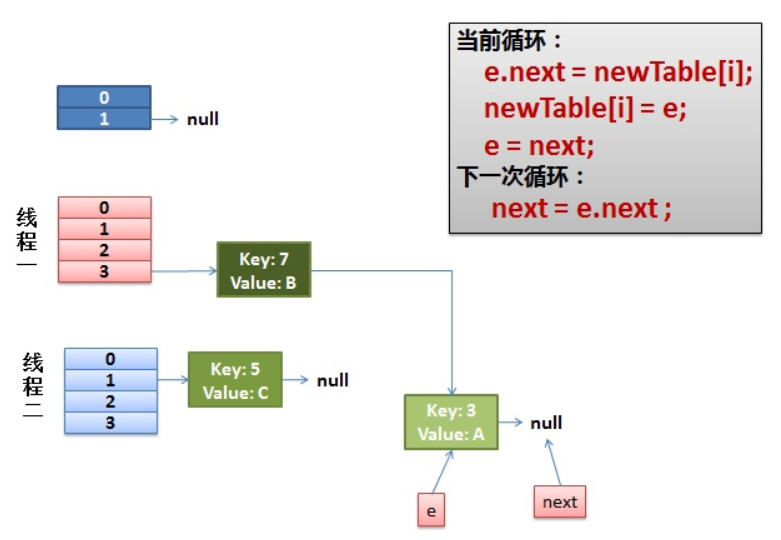 当前循环：
e.next = newTable[i];
newTable[i] = e;
e = next;
下一次循环：
next = e.next ;
0
1
null
线程一
0
1
2
3
Key: 7
Value: B
线程二
0
1
2
3
Key: 5
Value: C
null
Key: 3
Value: A
null
e
next